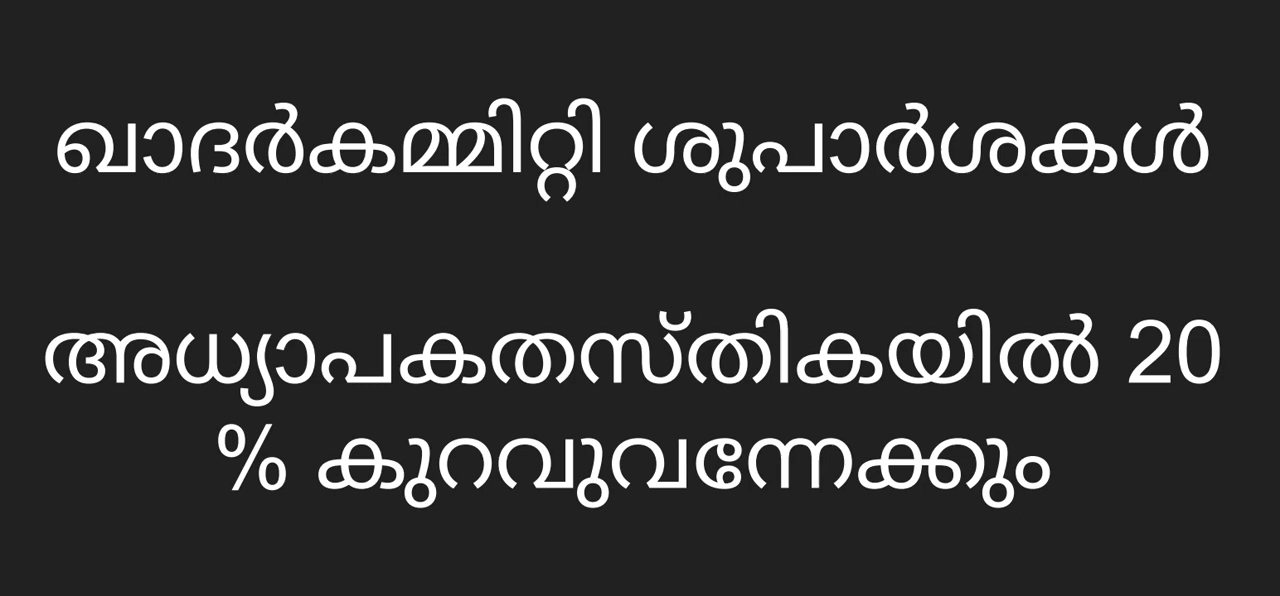 ഖാദർകമ്മിറ്റി ശുപാർശകൾ
അധ്യാപകതസ്തികയിൽ 20
% കുറവുവന്നേക്കും